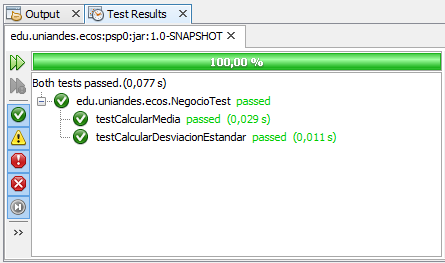 Output Test Results
edu.uniandes.ecos:psp0:jar:1.0-SNAPSHOT
100,00 %
Both tests passed.(0,077 s)
edu.uniandes.ecos.NegocioTest passed
testCalcularMedia passed (0,029 s)
testCalcularDesviacionEstandar passed (0,011 s)
>>